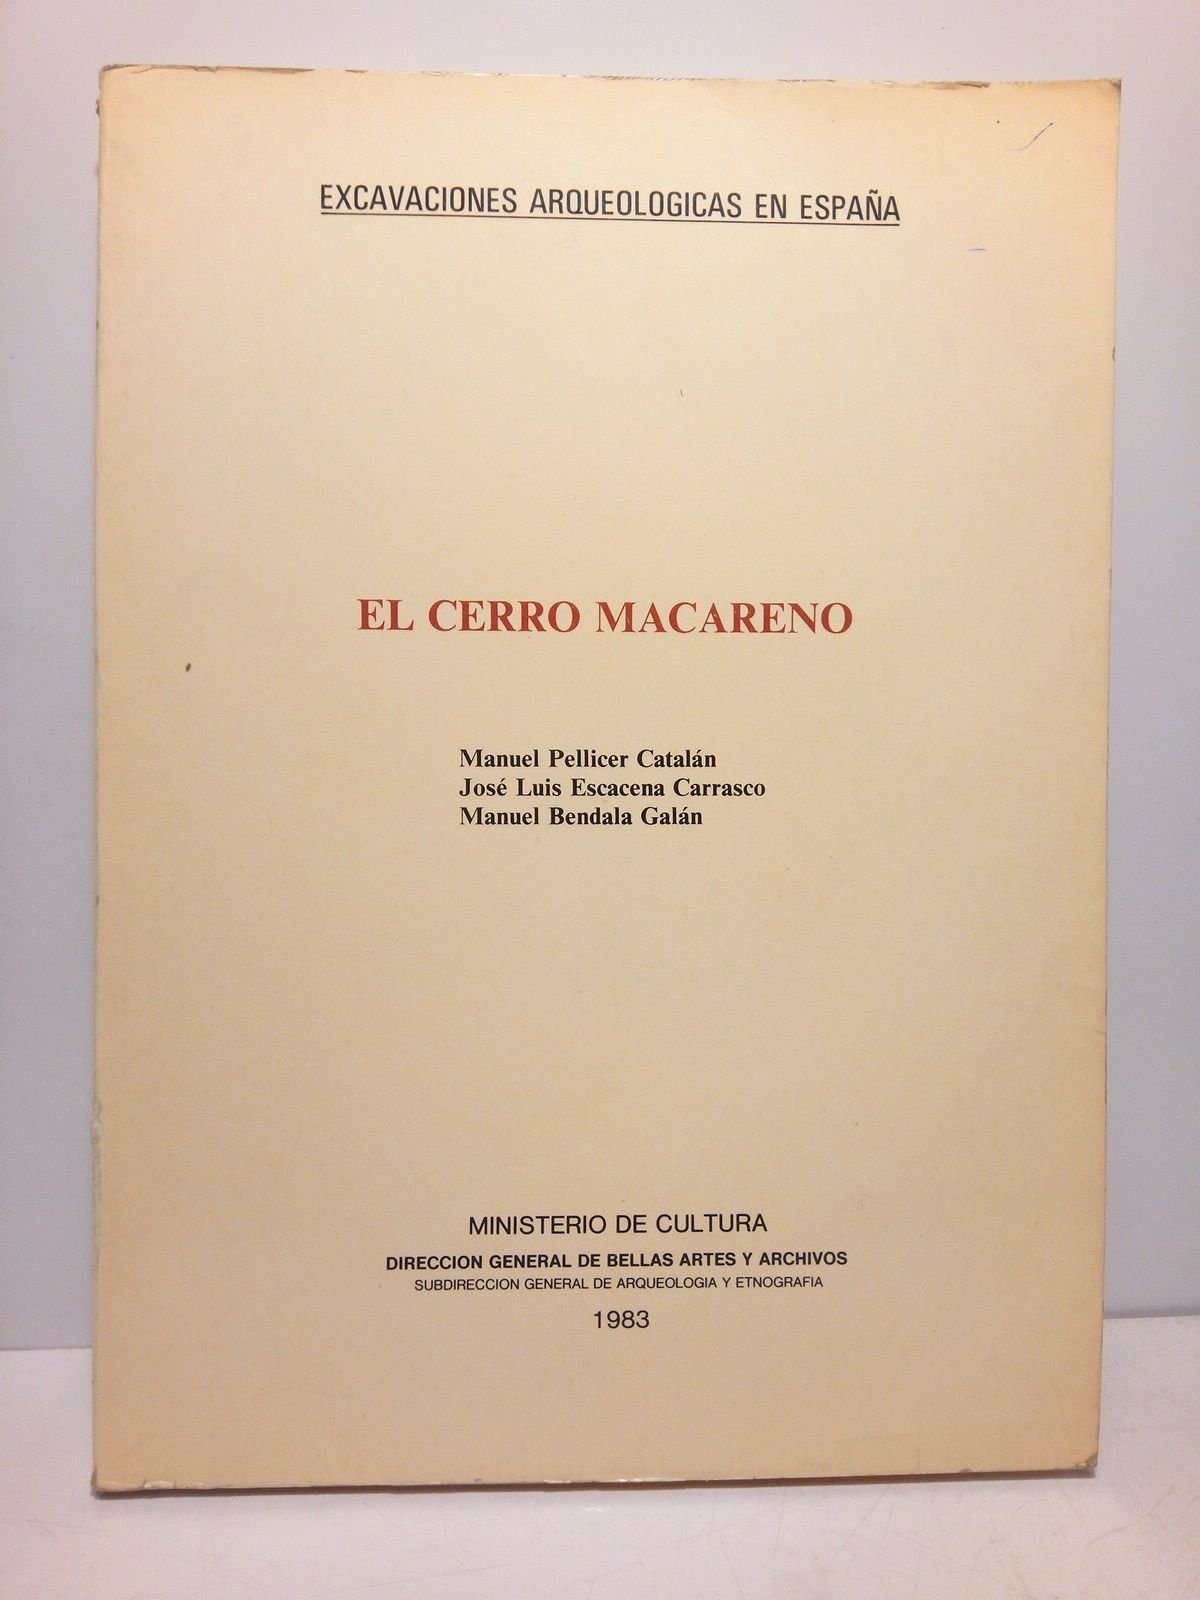 EXCAVACIONES ARQUEOLOGICAS EN ESPAÑA
EL CERRO MACARENO
Manuel Pellicer Catalán
José Luis Escacena Carrasco
Manuel Bendala Galán
MINISTERIO DE CULTURA
DIRECCION GENERAL DE BELLAS ARTES Y ARCHIVOS
SUBDIRECCION GENERAL DE ARQUEOLOGIA Y ETNOGRAFIA
1983